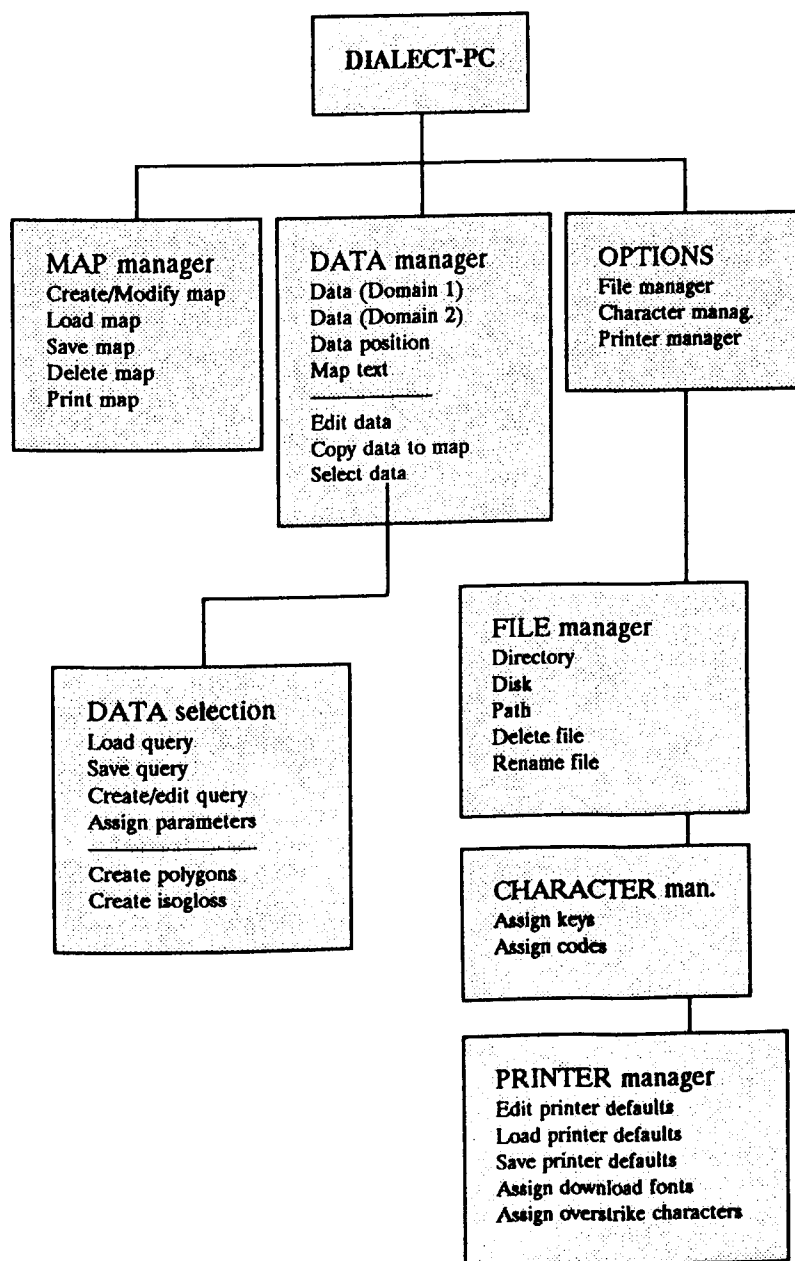 DIALECT-PC
MAP manager
Create/Modify map
Load map
Save map
Delete map
Print map
DATA manager
Data (Domain 1)
Data (Domain 2)
Data position
Map text
Edit data
Copy data to map
Select data
OPTIONS
File manager
Character manag.
Printer manager
DATA selection
Load query
Save query
Create/edit query
Assign parameters
Create polygons
Create isogloss
FILE manager
Directory
Disk
Path
Delete file
Rename file
CHARACTER man.
Assign keys
Assign codes
PRINTER manager
Edit printer defaults
Load printer defaults
Save printer defaults
Assign download fonts
Assign overstrike characters